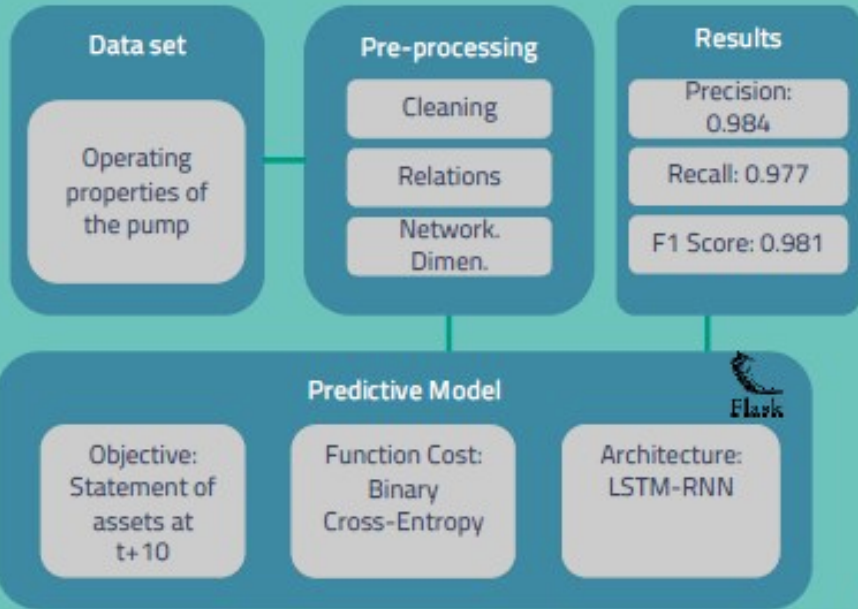 Data set
Operating
properties of
the pump
Pre-processing
Cleaning
Relations
Network.
Dimen.
Results
Precision:
0.984
Recall: 0.977
F1 Score: 0.981
Predictive Model
Flask
Objective:
Statement of
assets at
t+10
Function Cost:
Binary
Cross-Entropy
Architecture:
LSTM-RNN